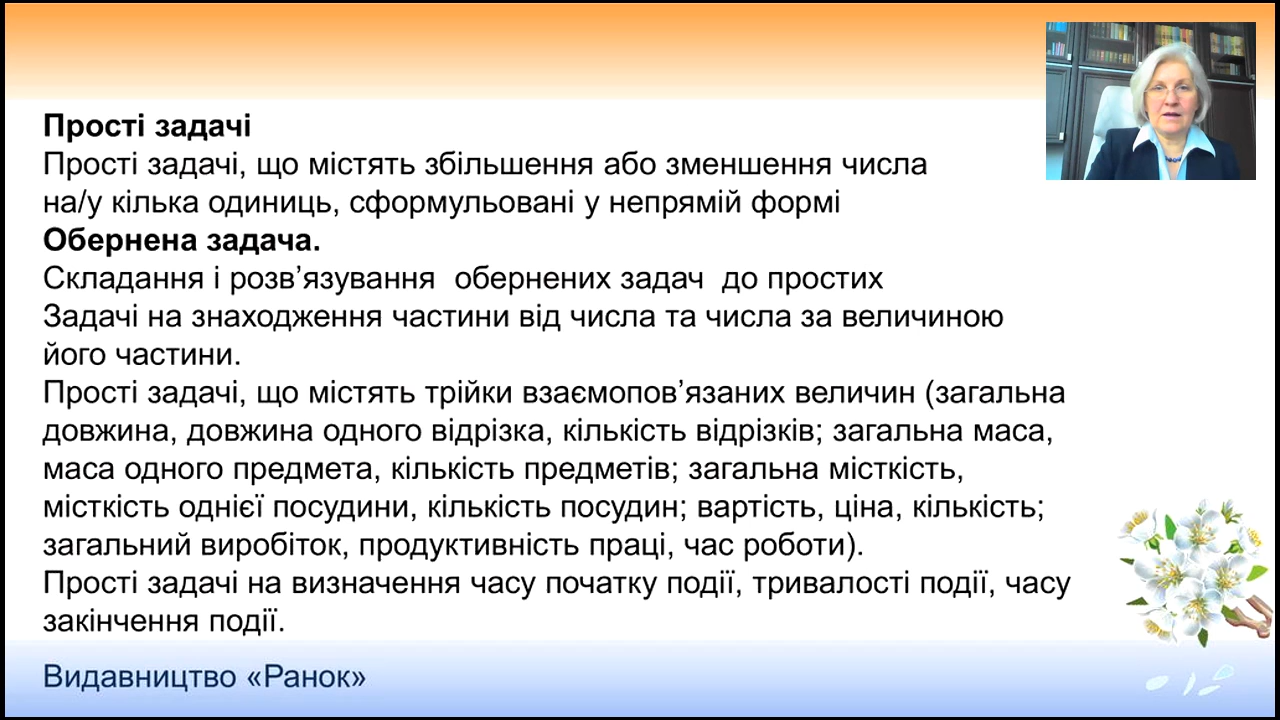 Прості задачі
Прості задачі, що містять збільшення або зменшення числа
на/у кілька одиниць, сформульовані у непрямій формі
Обернена задача.
Складання і розв’язування  обернених задач  до простих
Задачі на знаходження частини від числа та числа за величиною
його частини.
Прості задачі, що містять трійки взаємопов’язаних величин (загальна
довжина, довжина одного відрізка, кількість відрізків; загальна маса,
маса одного предмета, кількість предметів; загальна місткість,
місткість однієї посудини, кількість посудин; вартість, ціна, кількість;
загальний виробіток, продуктивність праці, час роботи).
Прості задачі на визначення часу початку події, тривалості події, часу
закінчення події.
Видавництво «Ранок»